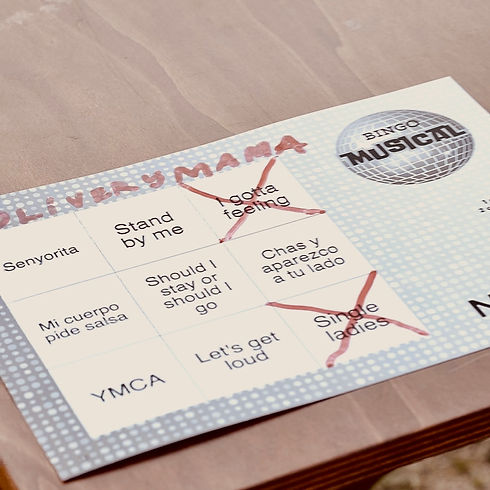 BINGO
MUSICAL
OLIVERYMAMA
Senyorita
Stand
by me
I gotta
feeling
Mi cuerpo
pide salsa
Should I
stay or
should I
go
Chas y
aparezco
a tu lado
YMCA
Let's get
loud
Single
ladies